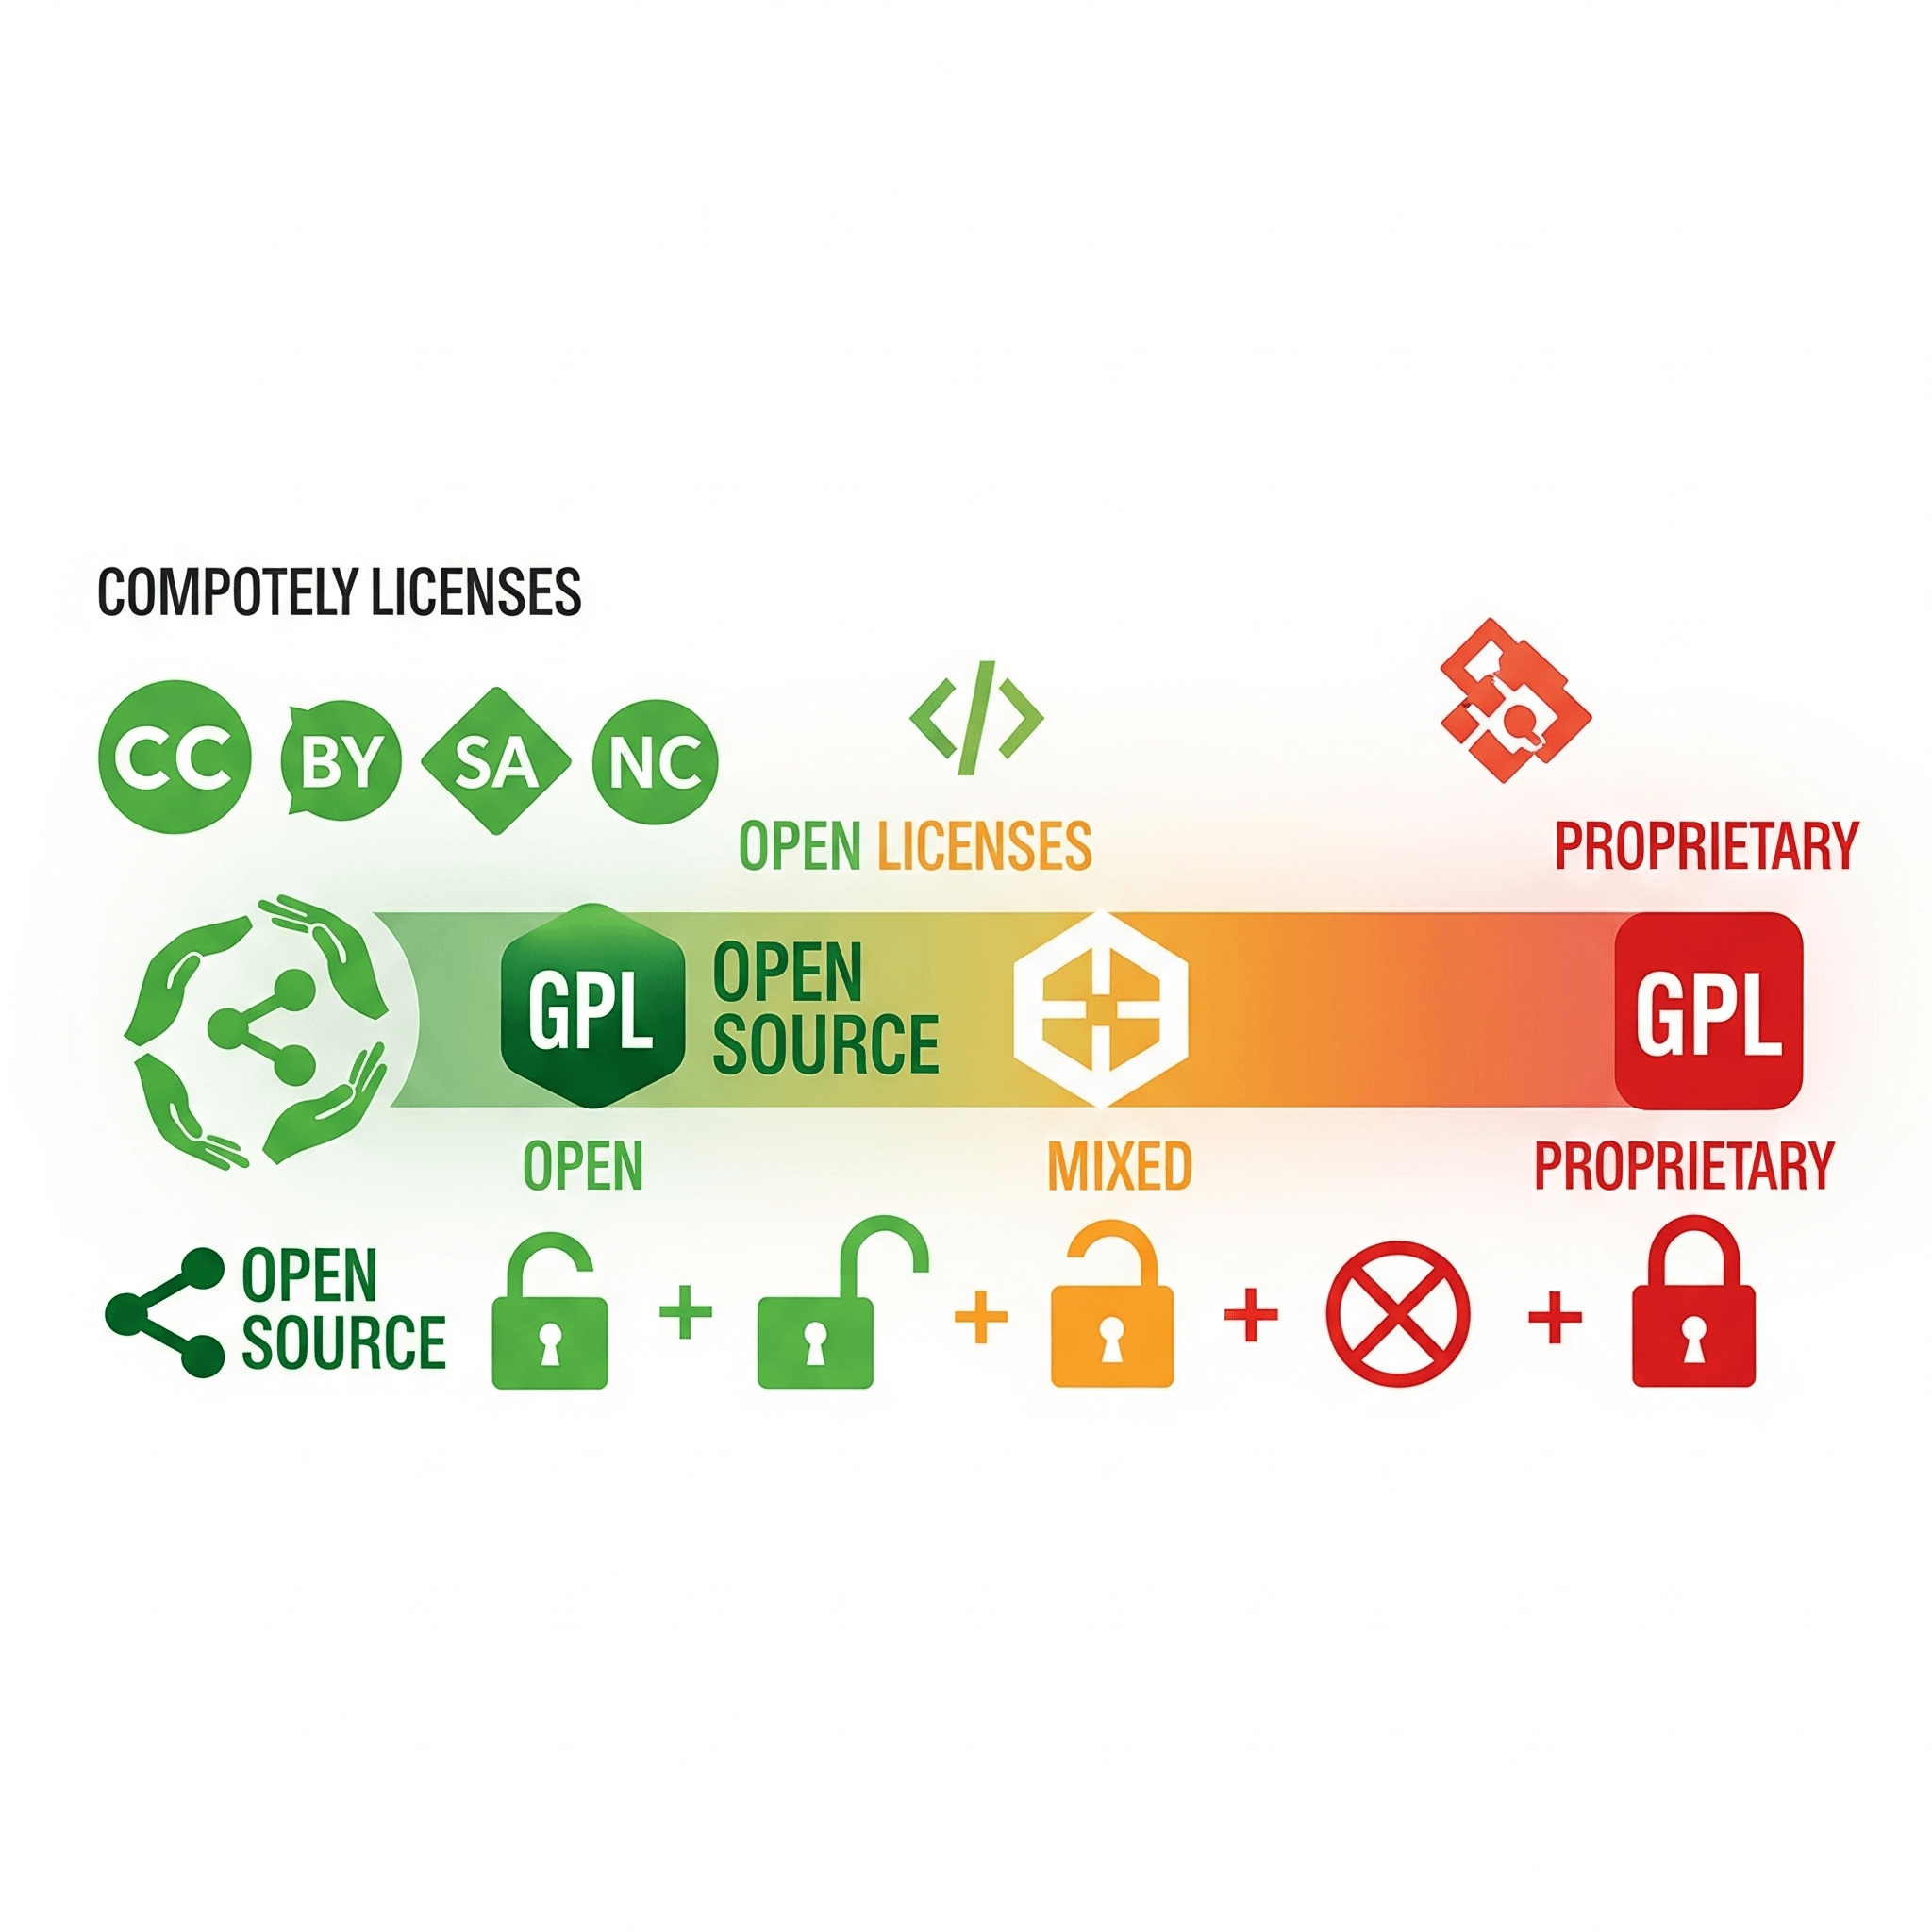 COMPOTELY LICENSES
CC BY SA NC
OPEN LICENSES
PROPRIETARY
GPL
OPEN
SOURCE
GPL
OPEN
MIXED
PROPRIETARY
OPEN
SOURCE